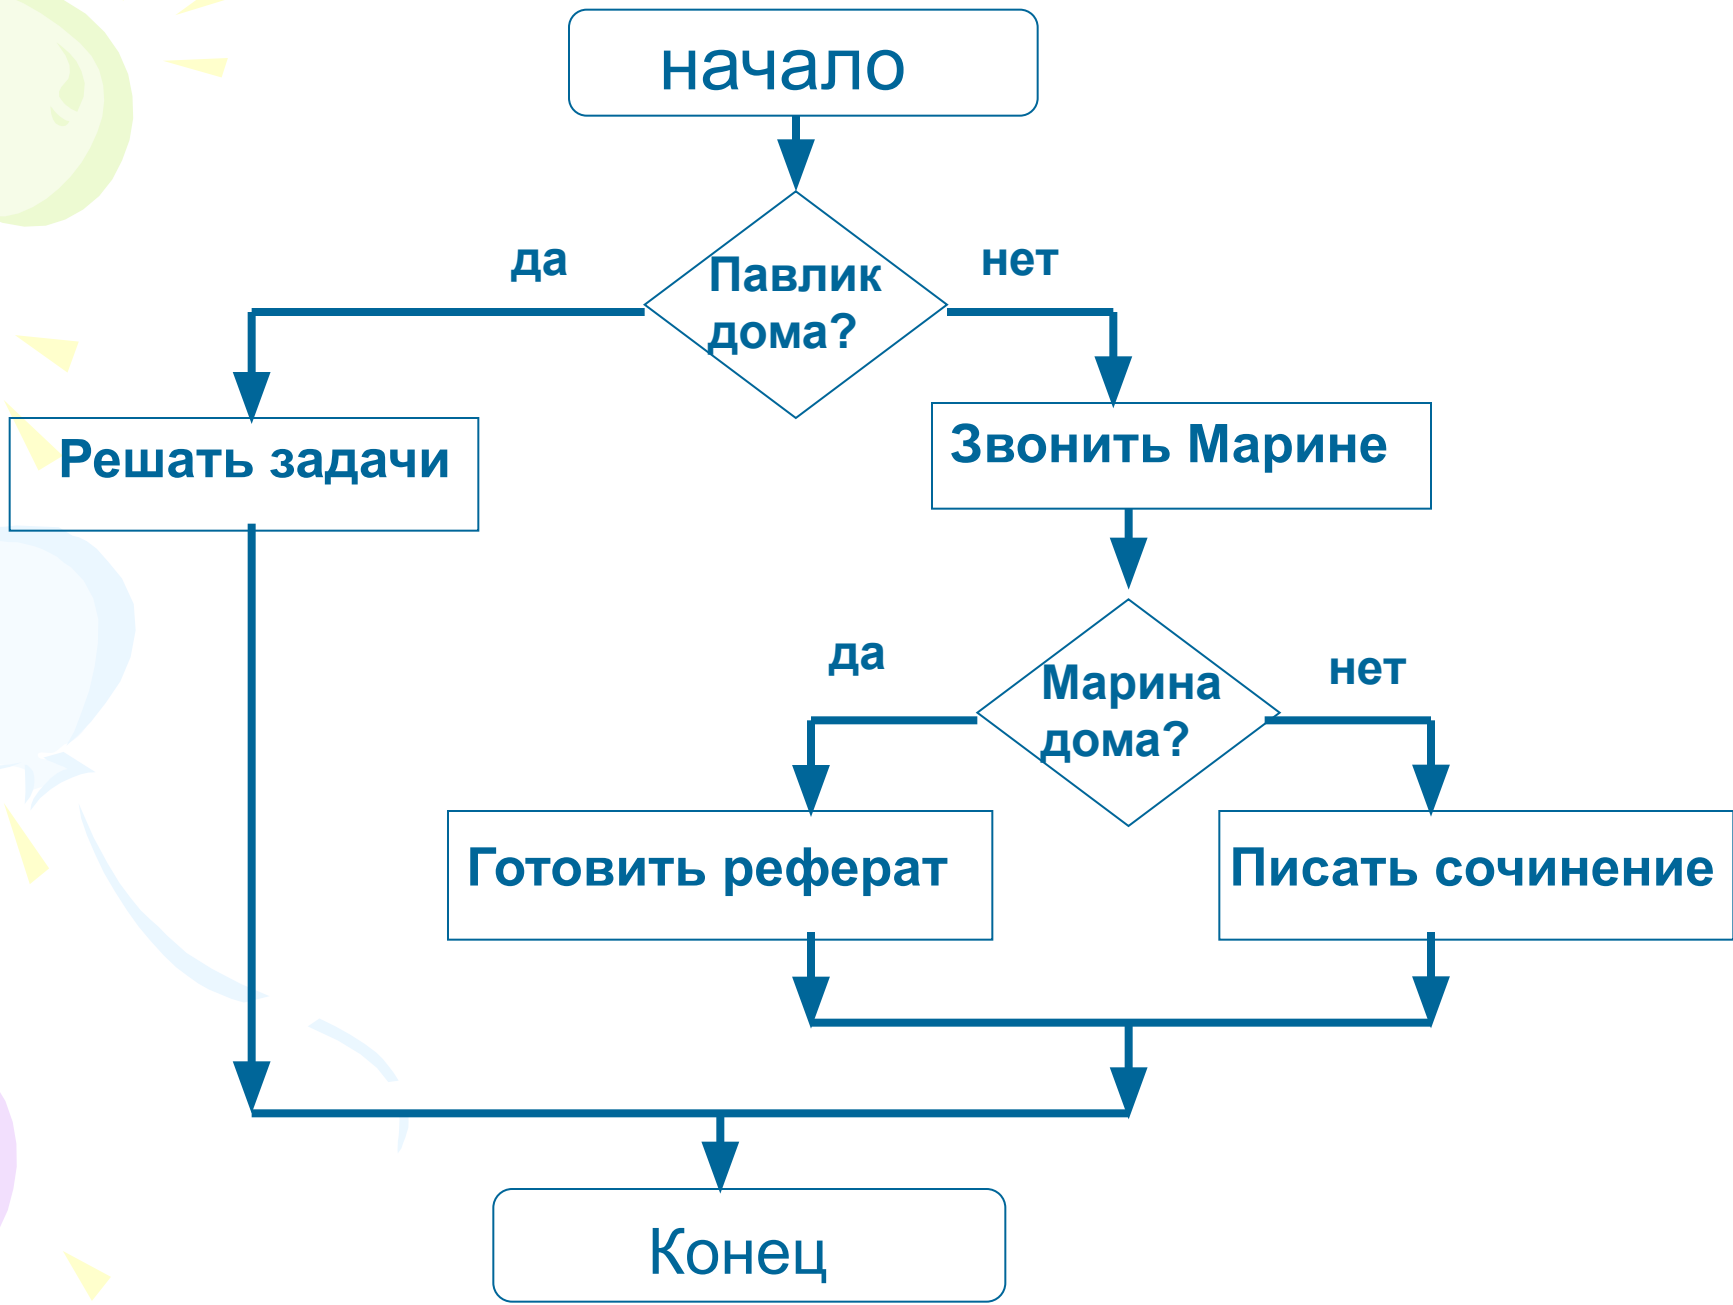 начало
да
нет
Павлик
дома?
Решать задачи
Звонить Марине
да
нет
Марина
дома?
Готовить реферат
Писать сочинение
Конец